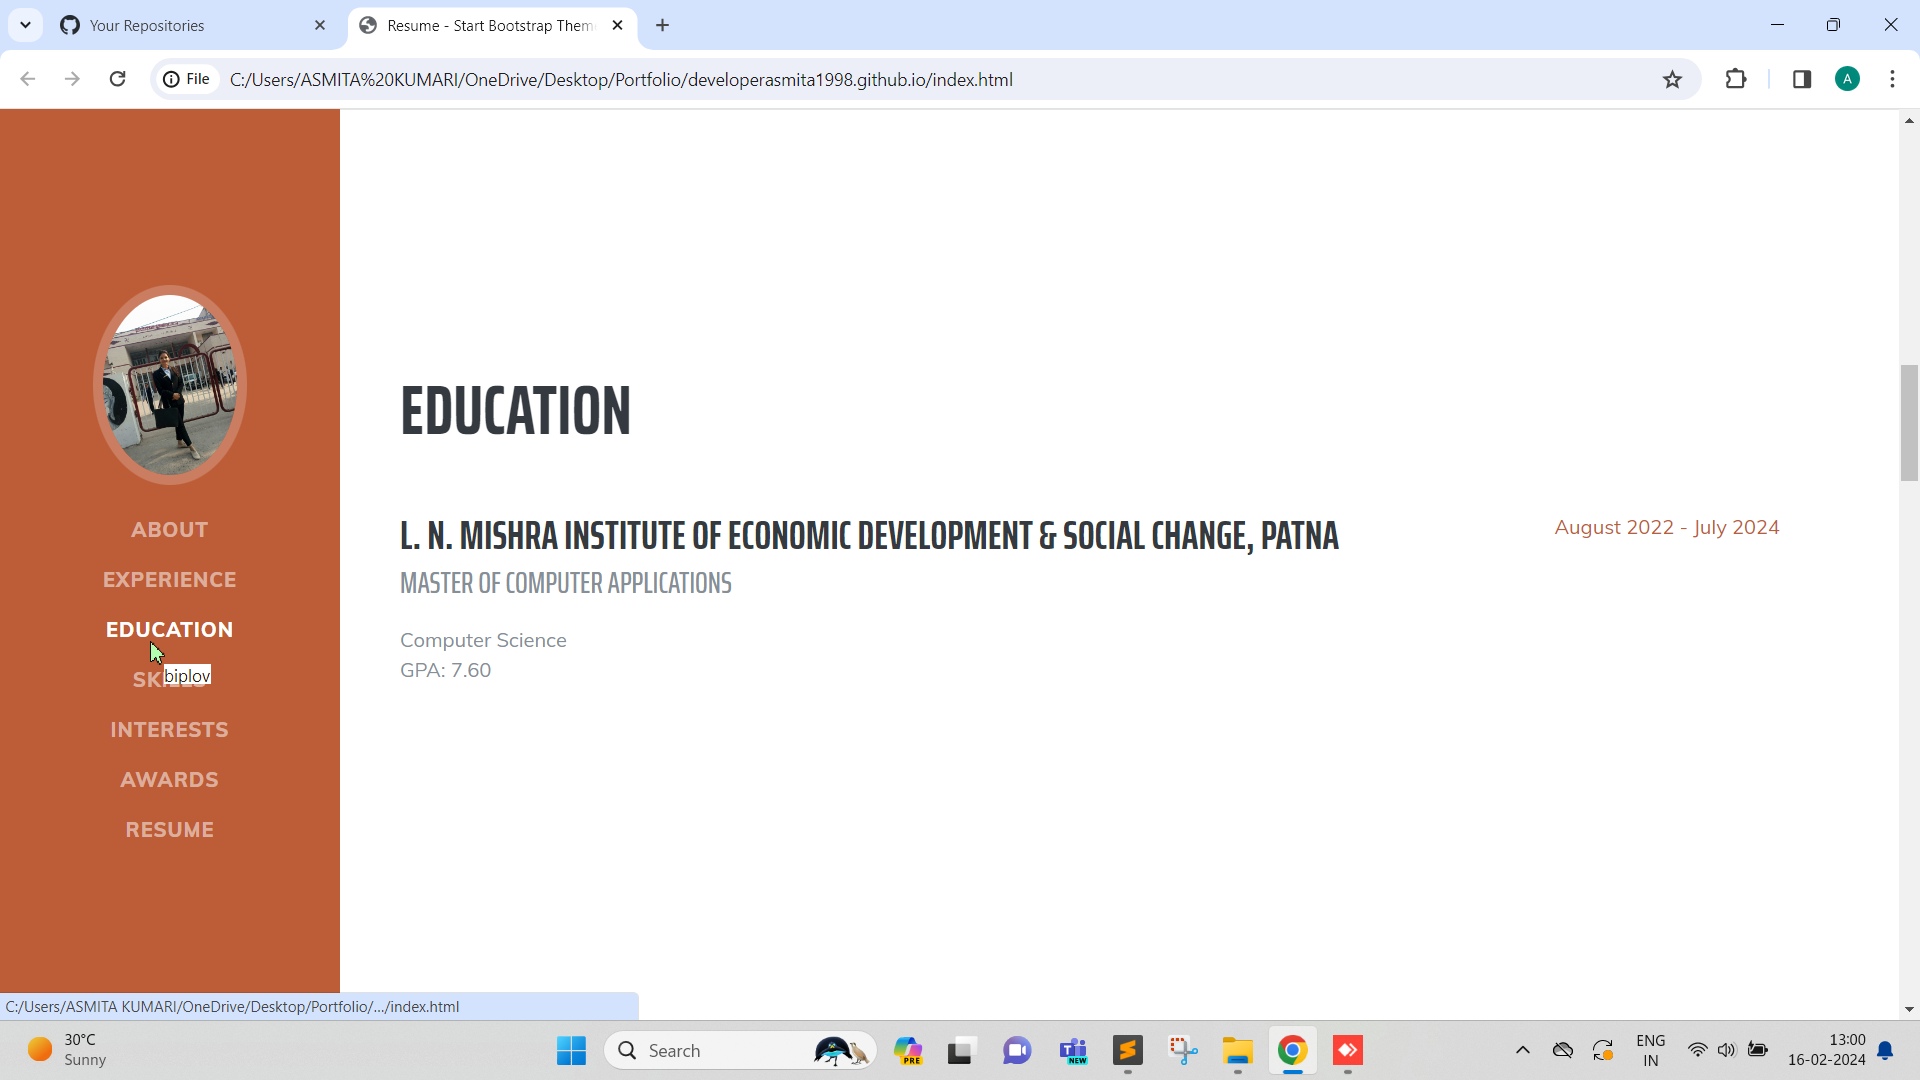 Your Repositories
Resume - Start Bootstrap Them
File
C:/Users/ASMITA%20KUMARI/OneDrive/Desktop/Portfolio/developerasmita1998.github.io/index.html
A
ABOUT
EXPERIENCE
EDUCATION
biplov
INTERESTS
AWARDS
RESUME
EDUCATION
L. N. MISHRA INSTITUTE OF ECONOMIC DEVELOPMENT & SOCIAL CHANGE, PATNA
August 2022 - July 2024
MASTER OF COMPUTER APPLICATIONS
Computer Science
GPA: 7.60
C:/Users/ASMITA KUMARI/OneDrive/Desktop/Portfolio/.../index.html
30°C
Sunny
Search
PRE
NEW
ENG
IN
13:00
16-02-2024